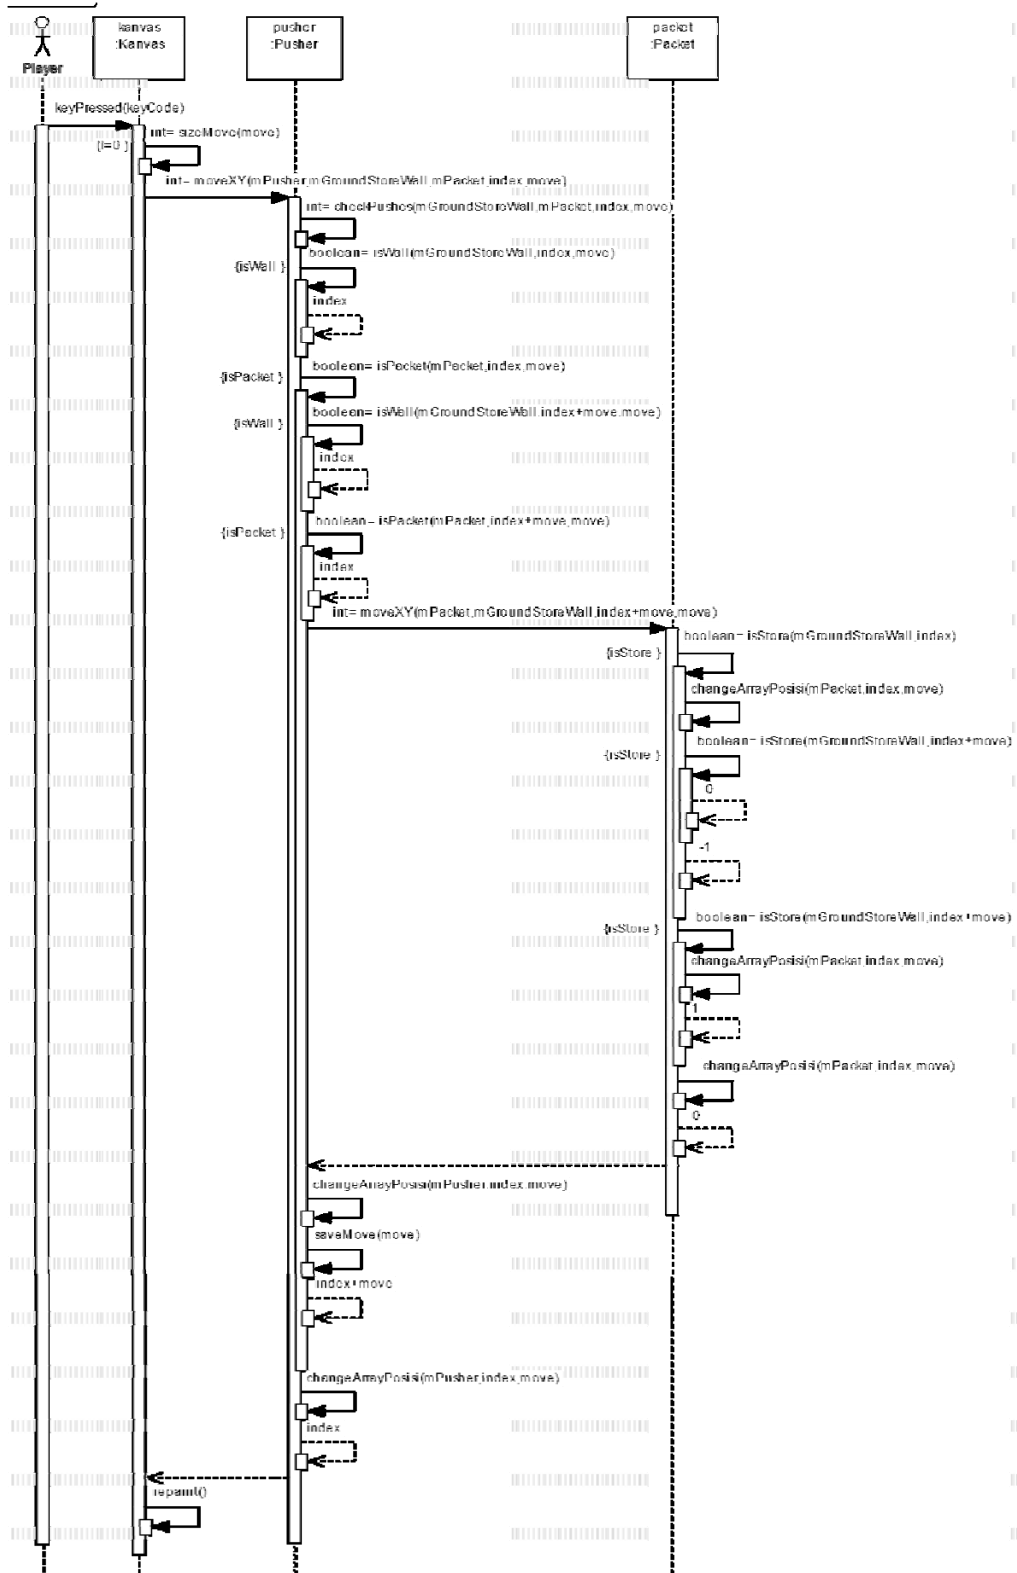 kanvas
:Kanvas
pusher
:Pusher
packet
:Packet
Player
keyPressed(keyCode)
int= sizeMove(move)
int= moveXY(mPusher,mGroundStoreWall,mPacket,index,move)
int= checkPushes(mGroundStoreWall,mPacket,index,move)
boolean= isWall(mGroundStoreWall,index,move)
{isWall }
index
boolean= isPacket(mPacket,index,move)
{isPacket }
boolean= isWall(mGroundStoreWall,index+move,move)
{isWall }
index
boolean= isPacket(mPacket,index+move,move)
{isPacket }
index
int= moveXY(mPacket,mGroundStoreWall,index+move,move)
boolean= isStore(mGroundStoreWall,index)
{isStore }
changeArrayPosisi(mPacket,index,move)
boolean= isStore(mGroundStoreWall,index+move)
{isStore }
0
-1
boolean= isStore(mGroundStoreWall,index+move)
{isStore }
changeArrayPosisi(mPacket,index,move)
1
changeArrayPosisi(mPacket,index,move)
0
changeArrayPosisi(mPusher,index,move)
saveMove(move)
index+move
changeArrayPosisi(mPusher,index,move)
index
repaint()